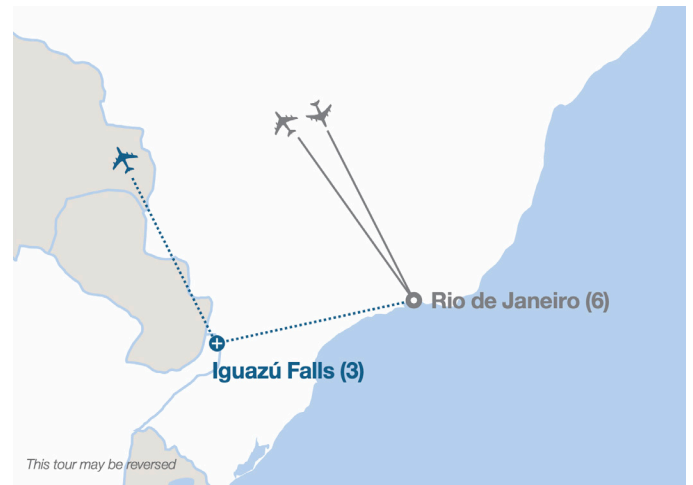 Rio de Janeiro (6)
Iguazú Falls (3)
This tour may be reversed